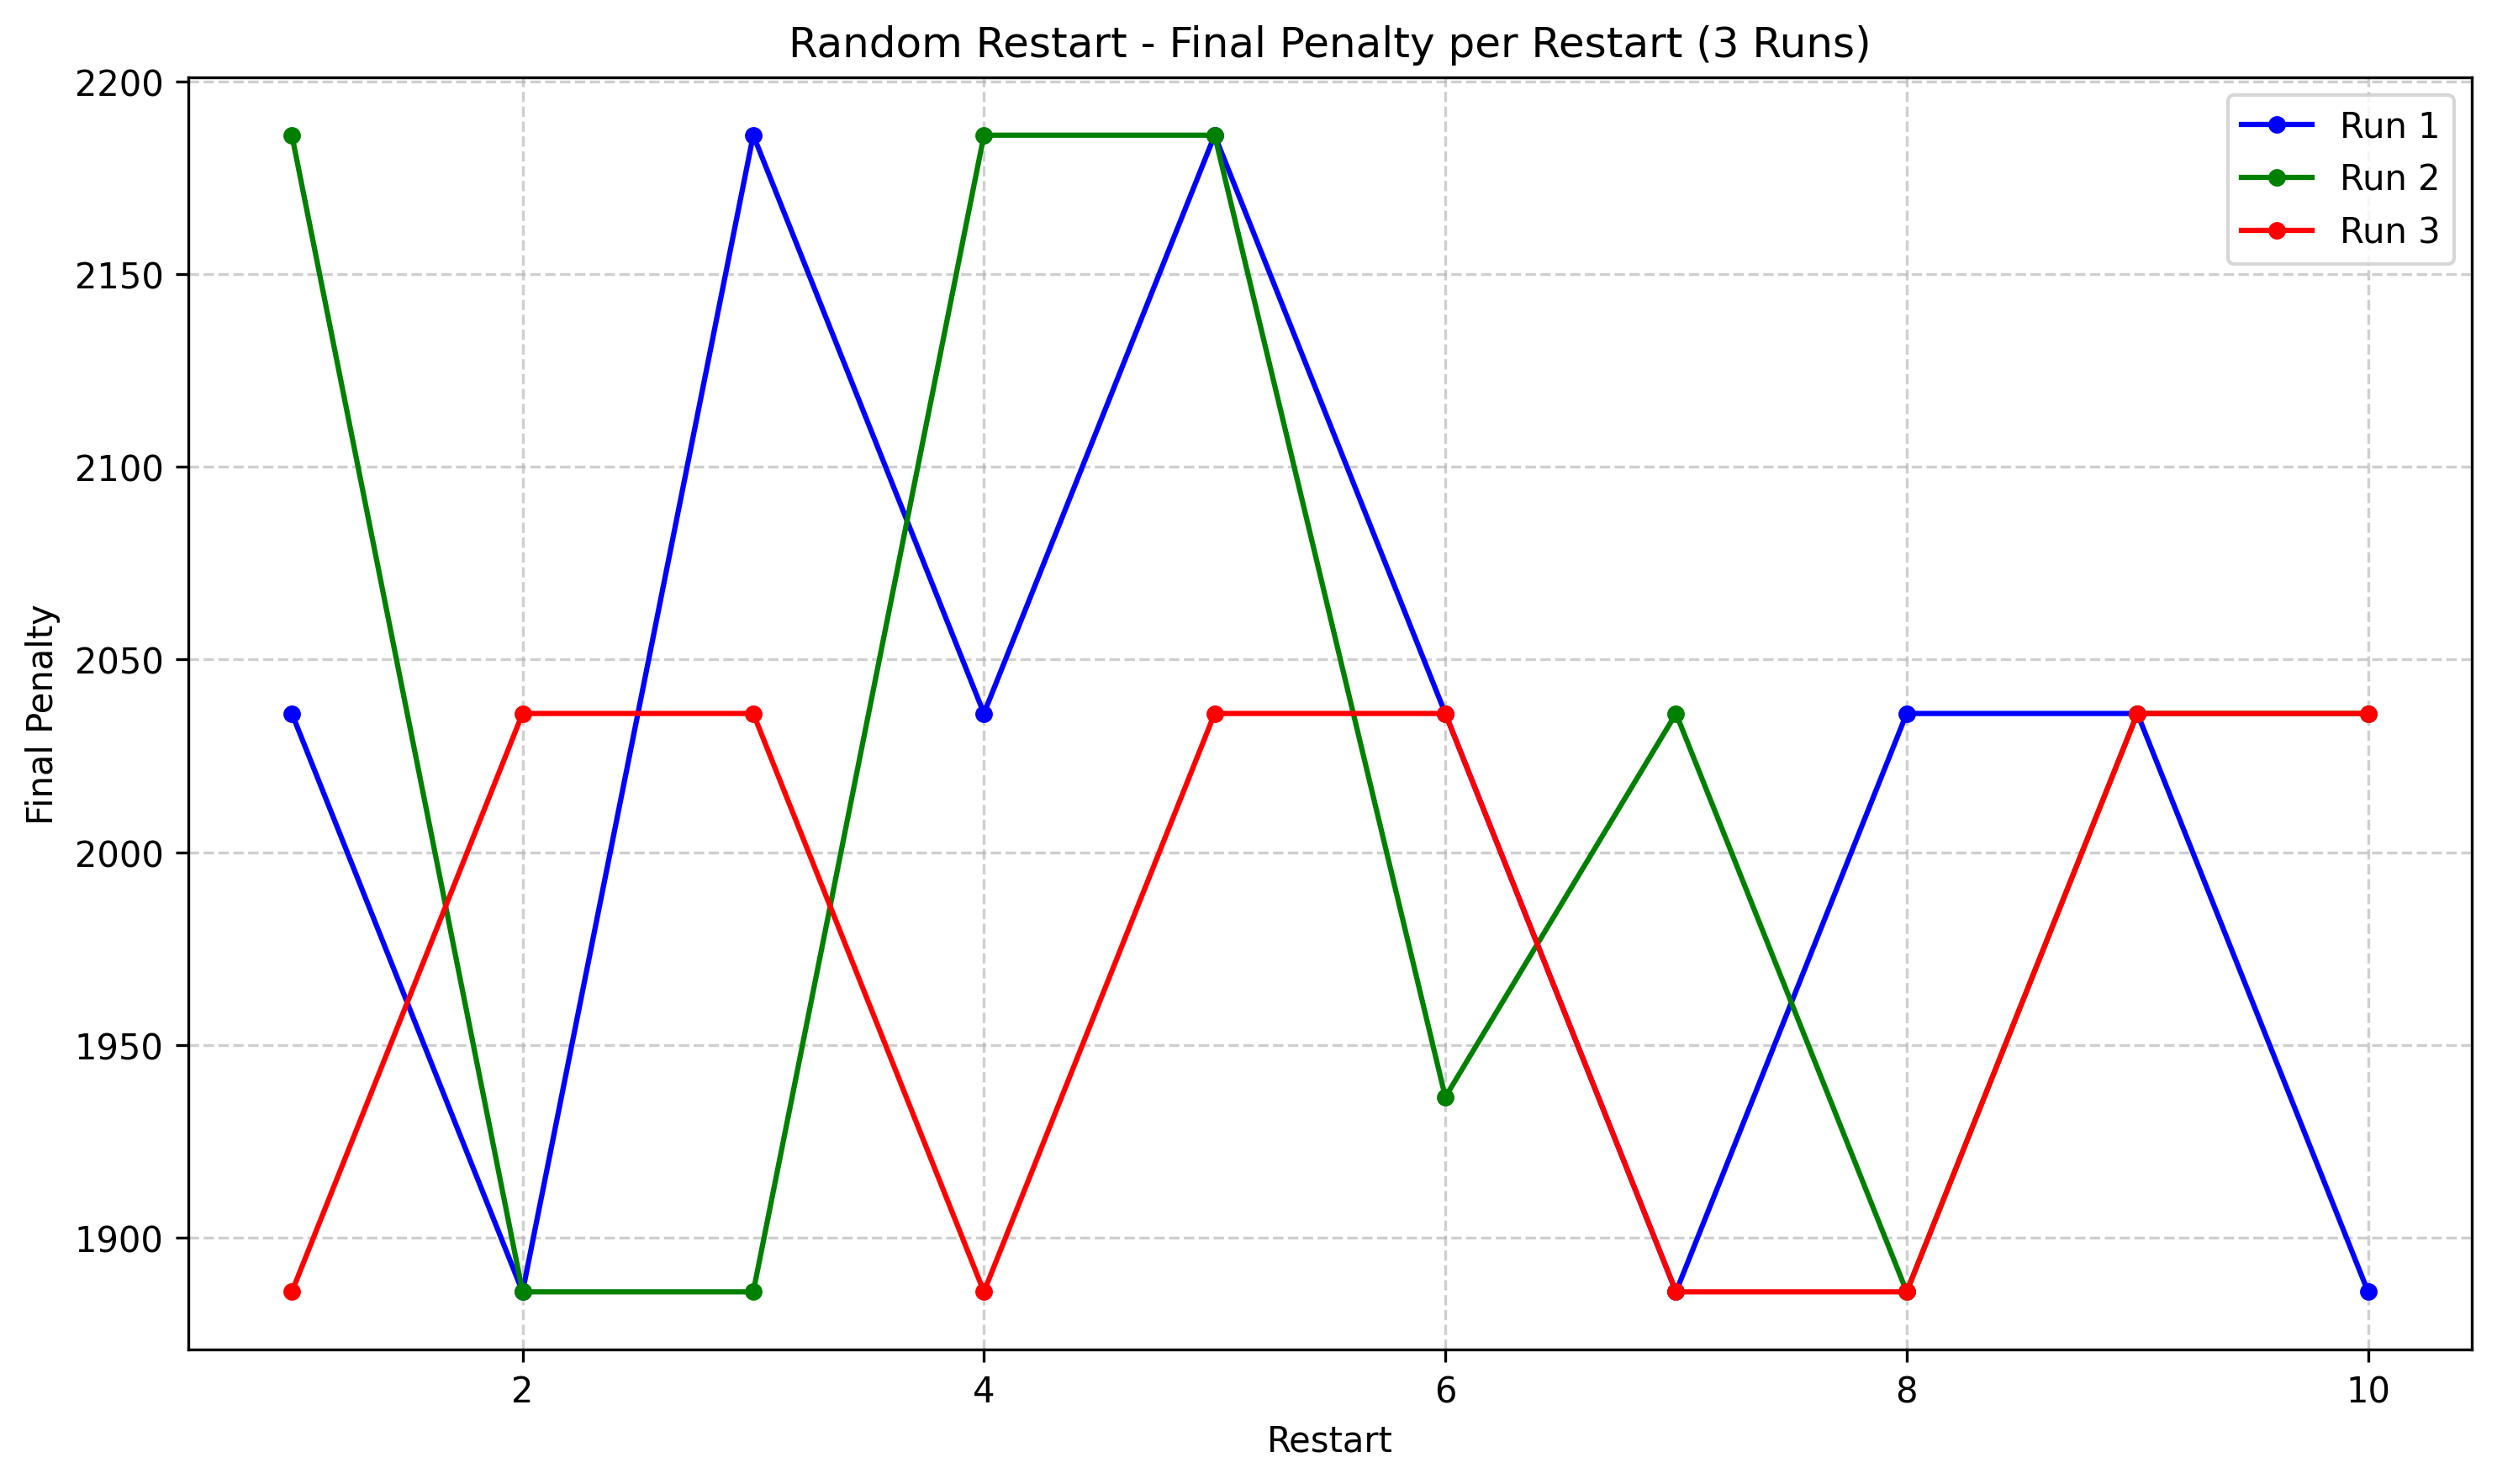 Random Restart - Final Penalty per Restart (3 Runs)
2200
2150
2100
2050
2000
1950
1900
Final Penalty
Run 1
Run 2
Run 3
2 4 6 8 10
Restart